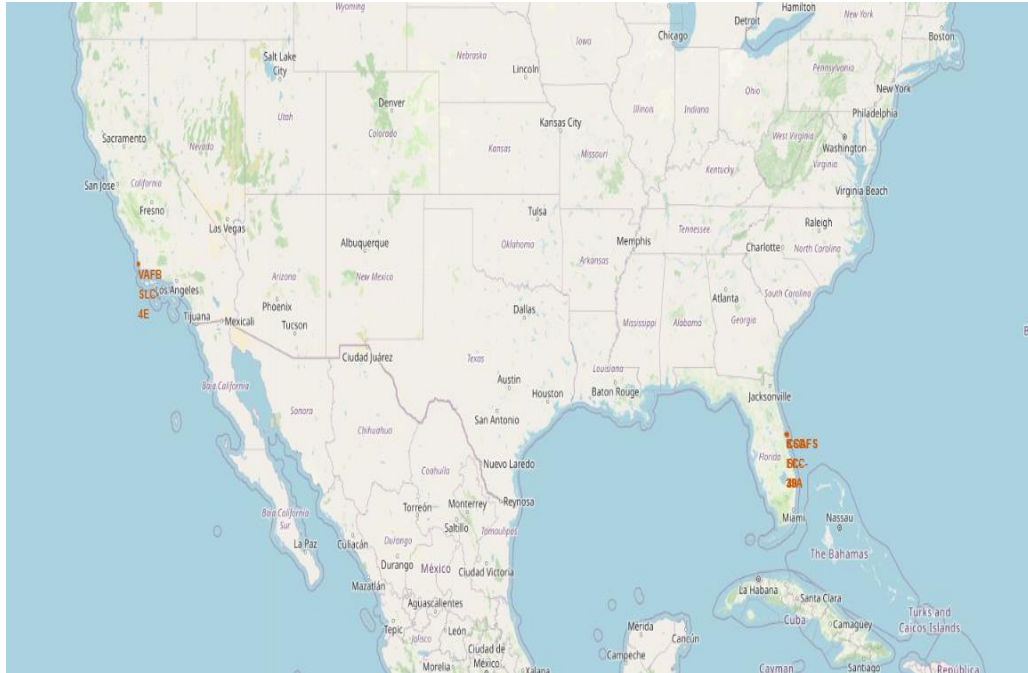 Wyoming
Hamilton
Detroit
New York
Chicago
Boston
Iowa
Salt Lake
City
Nebraska
Lincoln
Pennsylvania
New York
Denver
Utah
Illinois
Indiana
Ohio
Philadelphia
Kansas City
Sacramento
Nevada
Colorado
Kansas
Missouri
West Virginia
Washington
Kentucky
Virginia
San Jose
California
Virginia Beach
Fresno
Las Vegas
Tulsa
Raleigh
Albuquerque
Oklahoma
Memphis
Tennessee
Charlotte
North Carolina
VAFB
SLC-
4E
Los Angeles
Arizona
New Mexico
Arkansas
Phoenix
Atlanta
South Carolina
Tijuana
Mexicali
Tucson
Dallas
Mississippi
Alabama
Georgia
Ciudad Juárez
Texas
Louisiana
Baja California
Austin
Houston
Baton Rouge
Jacksonville
Sonora
San Antonio
Chihuahua
Florida
Coahuila
Nuevo Laredo
Baja California
Sur
Torreón
Monterrey
Reynosa
Miami
Nassau
Saltillo
Tamaulipas
La Paz
Culiacán
Durango
The Bahamas
Durango
México
Ciudad Victoria
Mazatlán
La Habana
Santa Clara
Aguascalientes
Cuba
Turks and
Caicos Islands
Tepic
León
Mérida
Cancún
Camagüey
Jalisco
Ciudad de
México
Campeche
Morelia
Xalapa
Cayman
Santiago
República